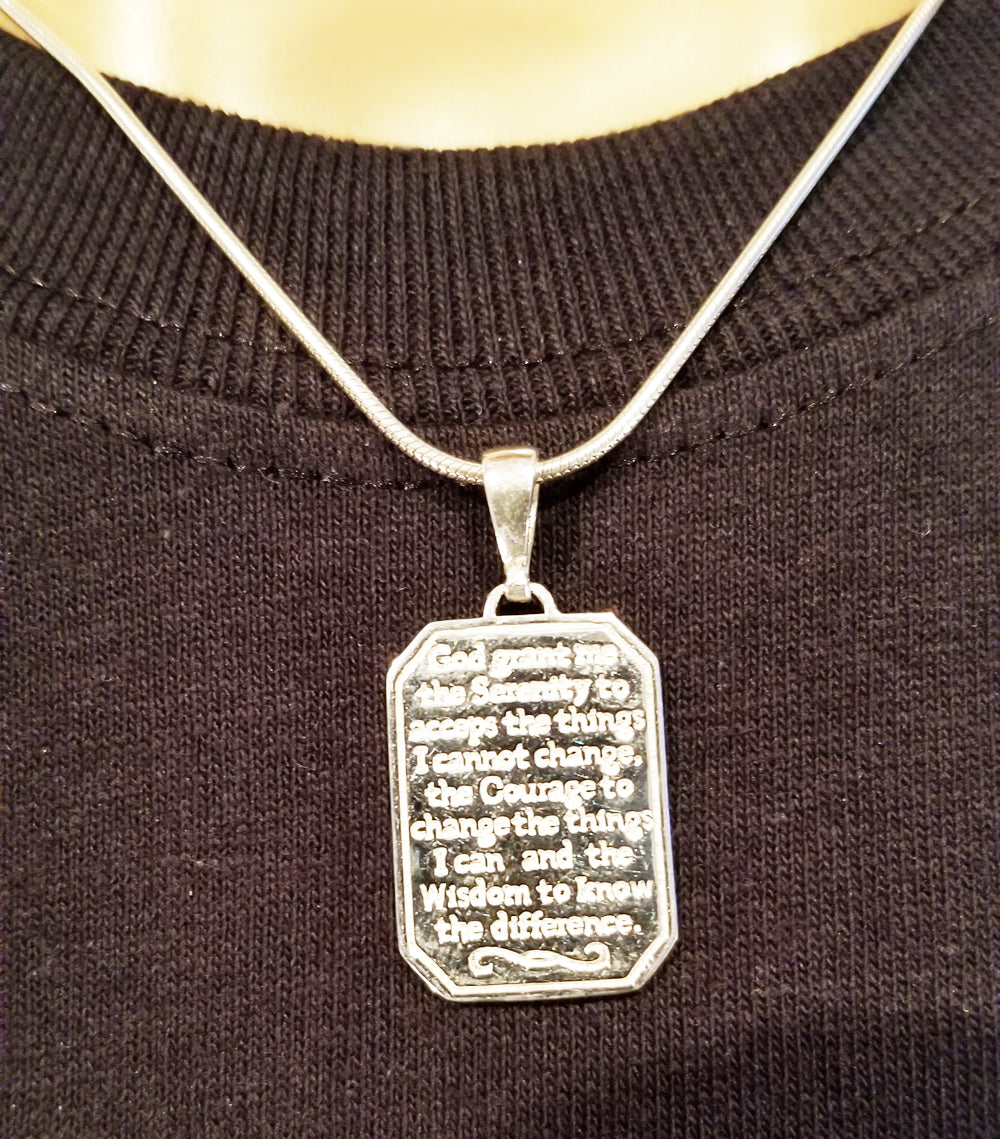 God grant me
the Serenity to
acceps the things
I cannot change,
the Courage to
change the things
I can and the
Wisdom to know
the difference.